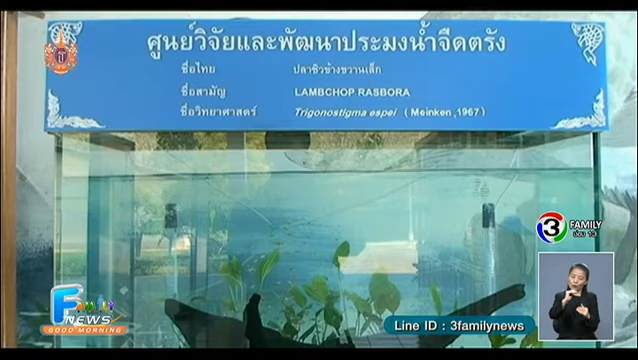 ศูนย์วิจัยและพัฒนาประมงน้ำจืดตรัง
ชื่อไทย ปลาซิวข้างขวานเล็ก
ชื่อสามัญ LAMBCHOP RASBORA
ชื่อวิทยาศาสตร์ Trigonostigma espei (Meinken ,1967)
3 FAMILY
FAMILY
NEWS
GOOD MORNING
Line ID : 3familynews